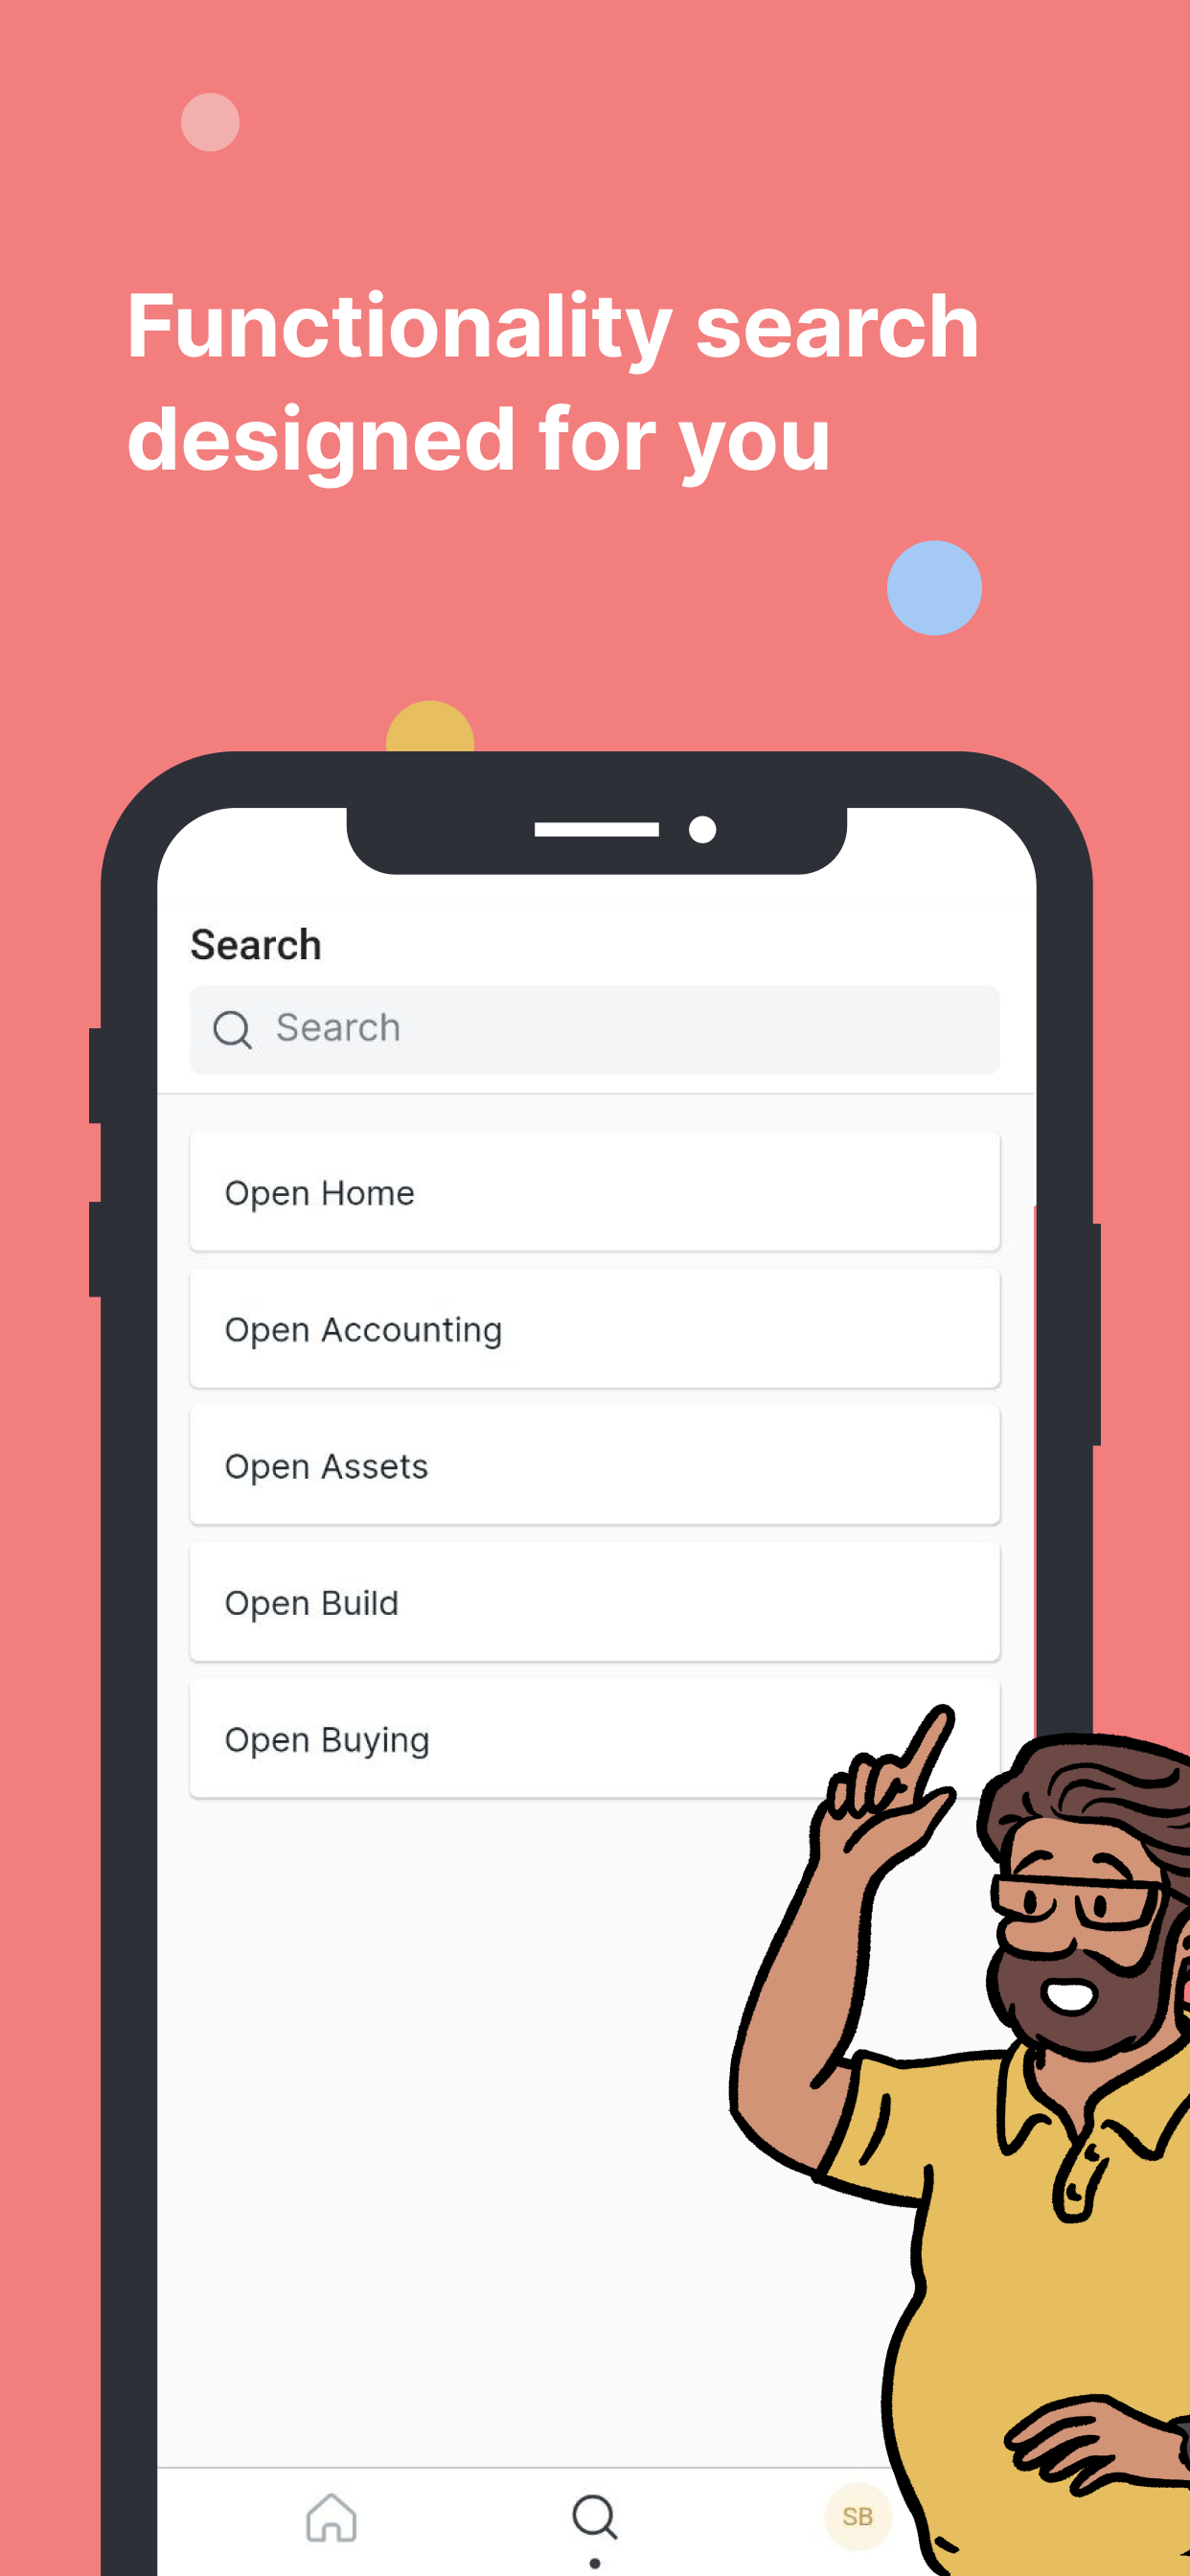 Functionality search
designed for you
Search
Search
Open Home
Open Accounting
Open Assets
Open Build
Open Buying
SB